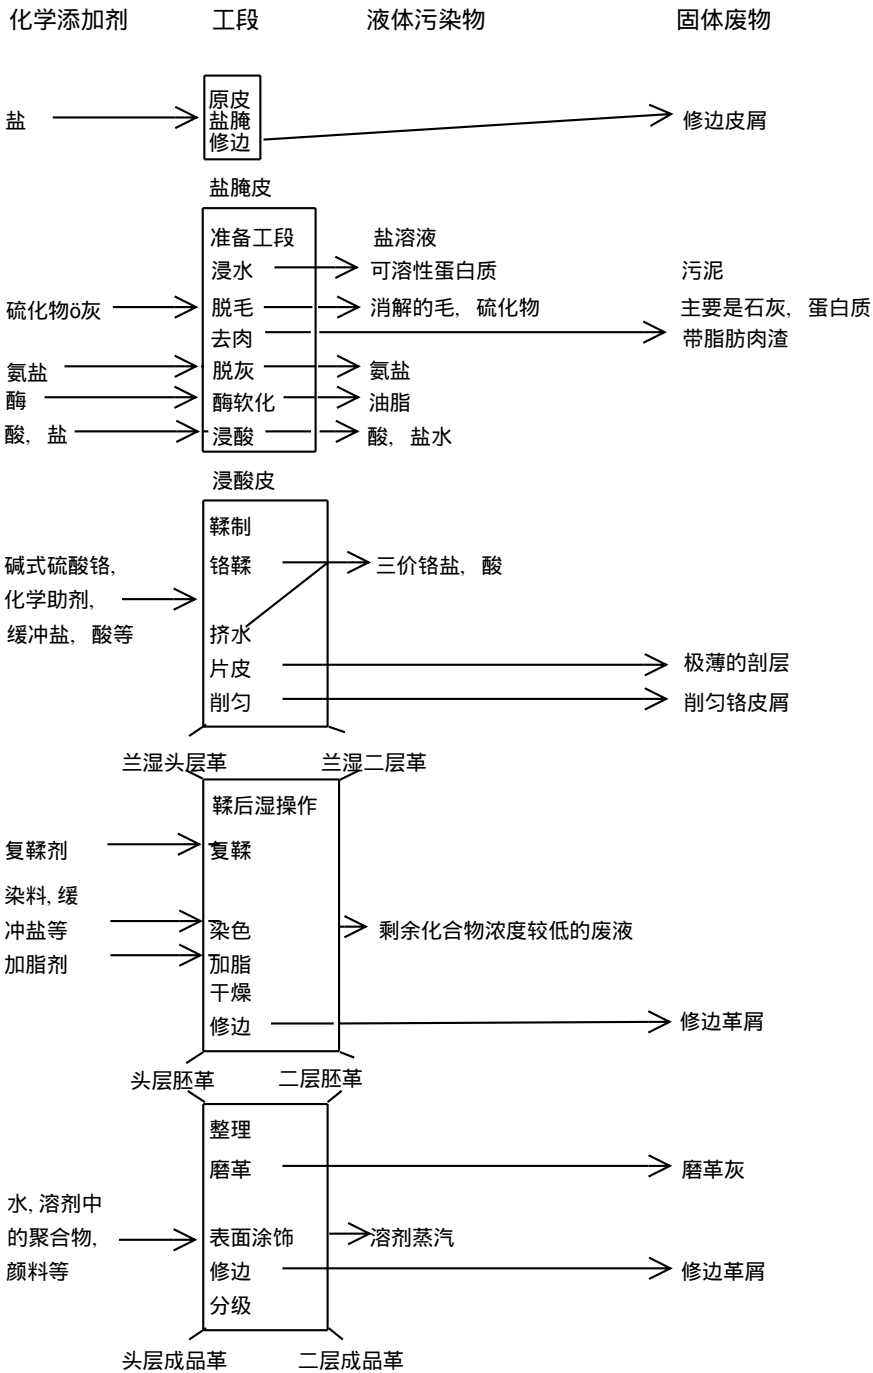 化学添加剂 工段 液体污染物 固体废物
原皮
盐 盐腌 修边皮屑
修边
盐腌皮
准备工段 盐溶液
浸水 可溶性蛋白质 污泥
硫化物ö灰 脱毛 消解的毛, 硫化物 主要是石灰, 蛋白质
去肉 带脂肪肉渣
氨盐 脱灰 氨盐
酶 酶软化 油脂
酸, 盐 浸酸 酸, 盐水
浸酸皮
鞣制
碱式硫酸铬, 铬鞣 三价铬盐, 酸
化学助剂,
缓冲盐, 酸等 挤水
片皮 极薄的剖层
削匀 削匀铬皮屑
兰湿头层革 兰湿二层革
鞣后湿操作
复鞣剂 复鞣
染料, 缓
冲盐等 染色 剩余化合物浓度较低的废液
加脂剂 加脂
干燥
修边 修边革屑
头层胚革 二层胚革
整理
磨革 磨革灰
水, 溶剂中
的聚合物, 表面涂饰 溶剂蒸汽
颜料等 修边 修边革屑
分级
头层成品革 二层成品革